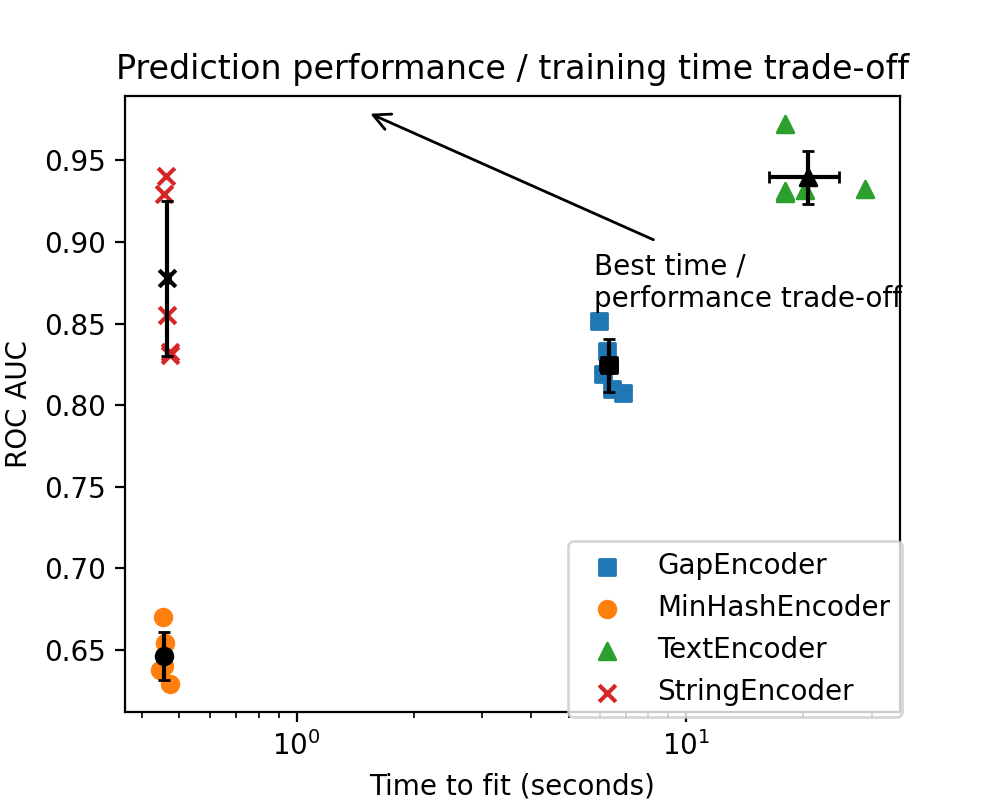 Prediction performance / training time trade-off
0.95
0.90
0.85
0.80
0.75
0.70
0.65
ROC AUC
Best time /
performance trade-off
GapEncoder
MinHashEncoder
TextEncoder
StringEncoder
10⁰
10¹
Time to fit (seconds)